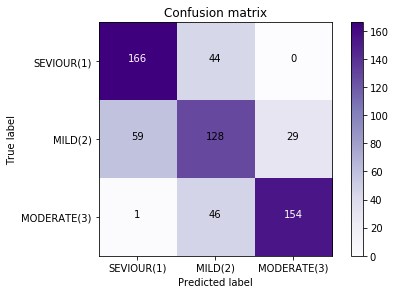 Confusion matrix
True label
SEVIOUR(1) 166 44 0
MILD(2) 59 128 29
MODERATE(3) 1 46 154
SEVIOUR(1) MILD(2) MODERATE(3)
Predicted label
160
140
120
100
80
60
40
20
0